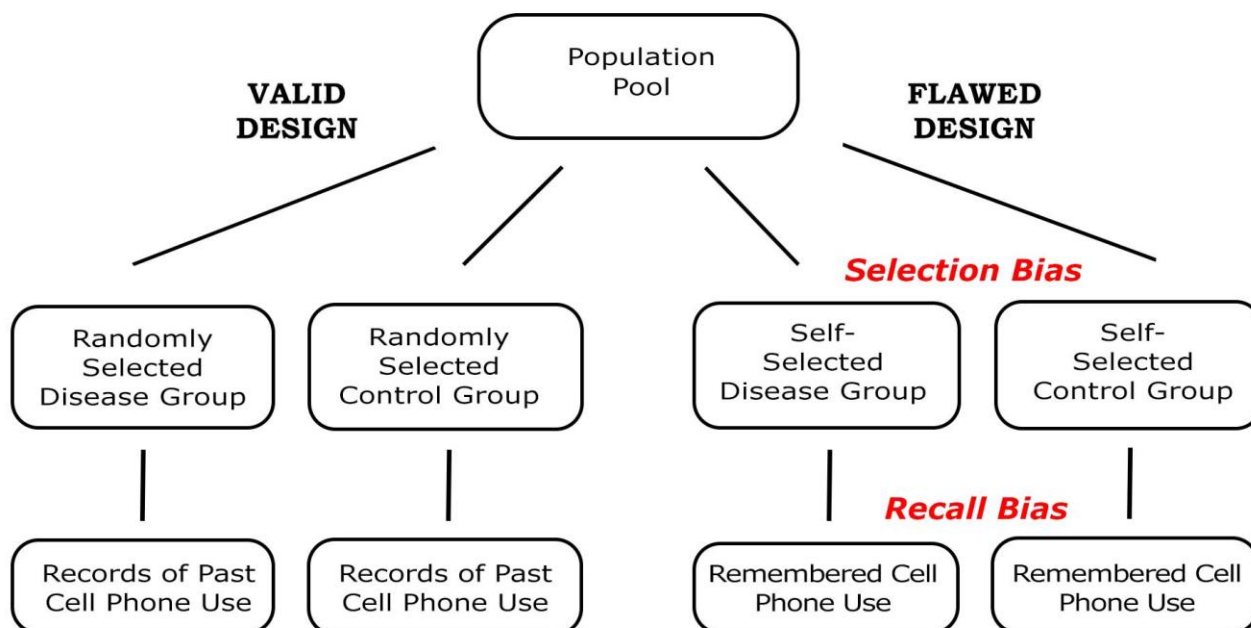 Population
Pool
VALID
DESIGN
FLAWED
DESIGN
Selection Bias
Randomly
Selected
Disease Group
Randomly
Selected
Control Group
Self-
Selected
Disease Group
Self-
Selected
Control Group
Recall Bias
Records of Past
Cell Phone Use
Records of Past
Cell Phone Use
Remembered Cell
Phone Use
Remembered Cell
Phone Use